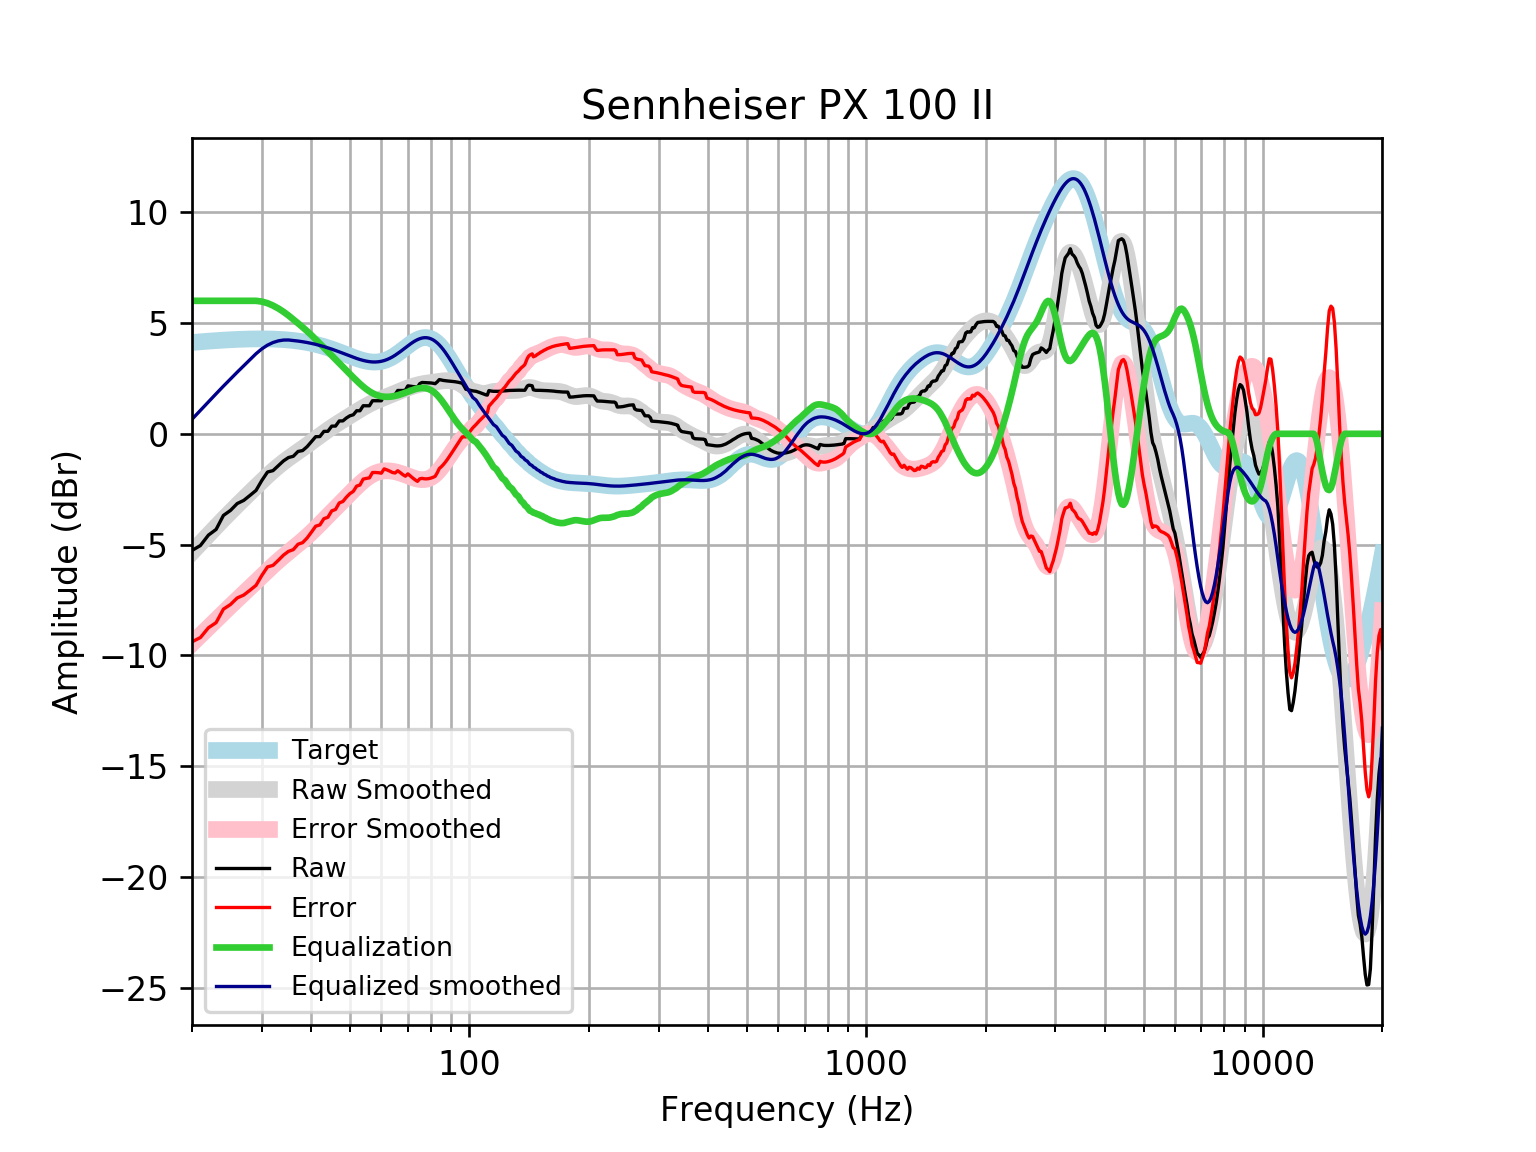 Sennheiser PX 100 II
Amplitude (dBr)
10
5
0
−5
−10
−15
−20
−25
Target
Raw Smoothed
Error Smoothed
Raw
Error
Equalization
Equalized smoothed
100
1000
10000
Frequency (Hz)